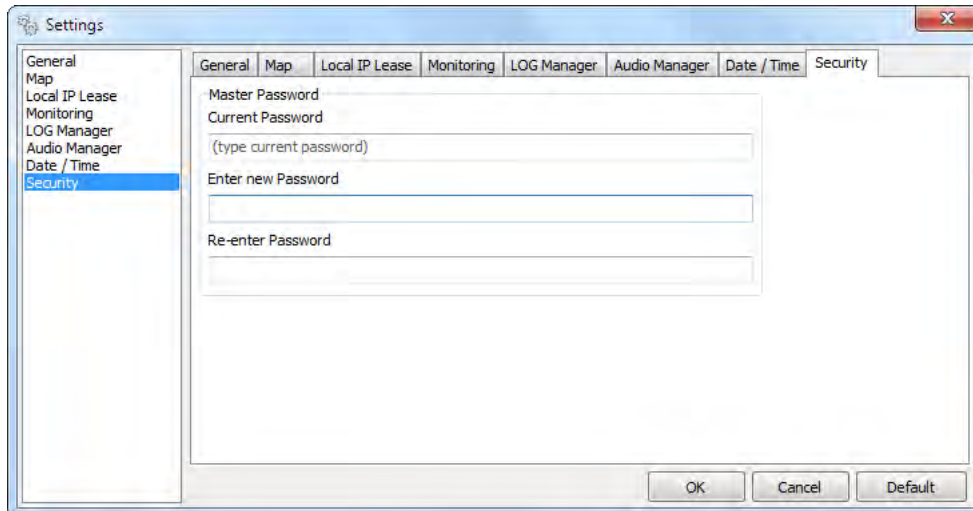 Settings
General
Map
Local IP Lease
Monitoring
LOG Manager
Audio Manager
Date / Time
Security
General Map Local IP Lease Monitoring LOG Manager Audio Manager Date / Time Security
Master Password
Current Password
(type current password)
Enter new Password
Re-enter Password
OK Cancel Default